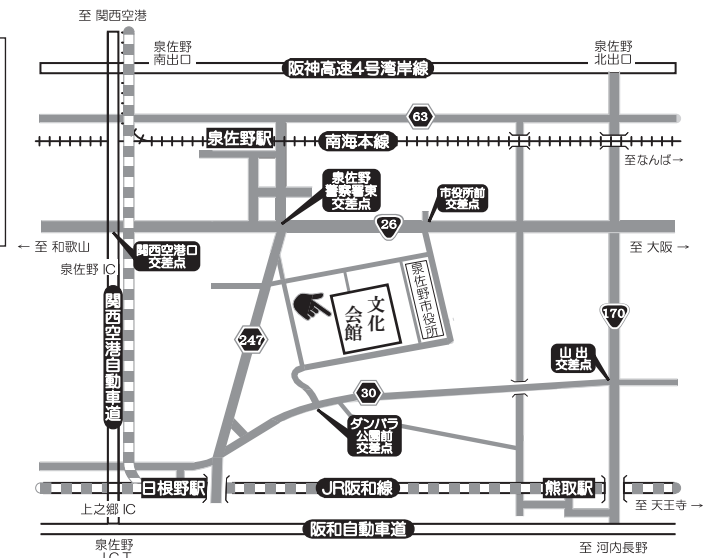 至 関西空港
泉佐野
南出口
泉佐野
北出口
阪神高速4号湾岸線
63
泉佐野駅
南海本線
至なんば→
泉佐野
警察署東
交差点
市役所前
交差点
26
← 至 和歌山
関西空港口
交差点
至 大阪 →
泉佐野 IC
関西空港自動車道
文化
会館
泉佐野市役所
247
170
山出
交差点
30
ダンバラ
公園前
交差点
日根野駅
JR阪和線
熊取駅
上之郷 IC
至 天王寺 →
阪和自動車道
泉佐野
J.C.T
至 河内長野